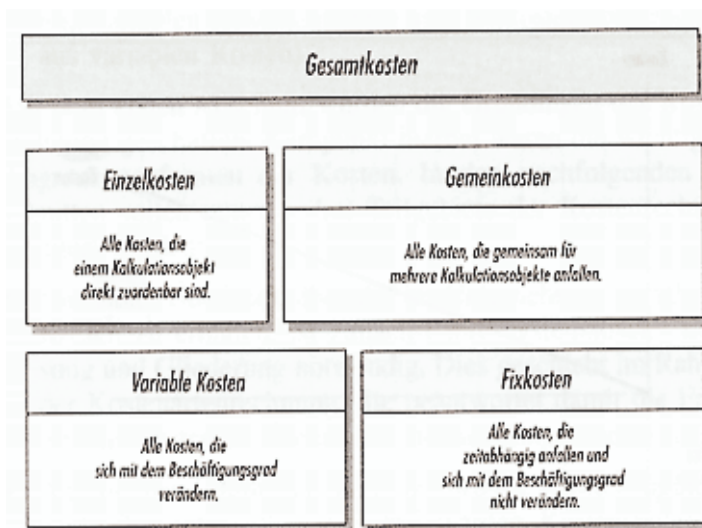 Gesamtkosten
Einzelkosten
Alle Kosten, die
einem Kalkulationsobjekt
direkt zuordenbar sind.
Gemeinkosten
Alle Kosten, die gemeinsam für
mehrere Kalkulationsobjekte anfallen.
Variable Kosten
Alle Kosten, die
sich mit dem Beschäftigungsgrad
verändern.
Fixkosten
Alle Kosten, die
zeitabhängig anfallen und
sich mit dem Beschäftigungsgrad
nicht verändern.